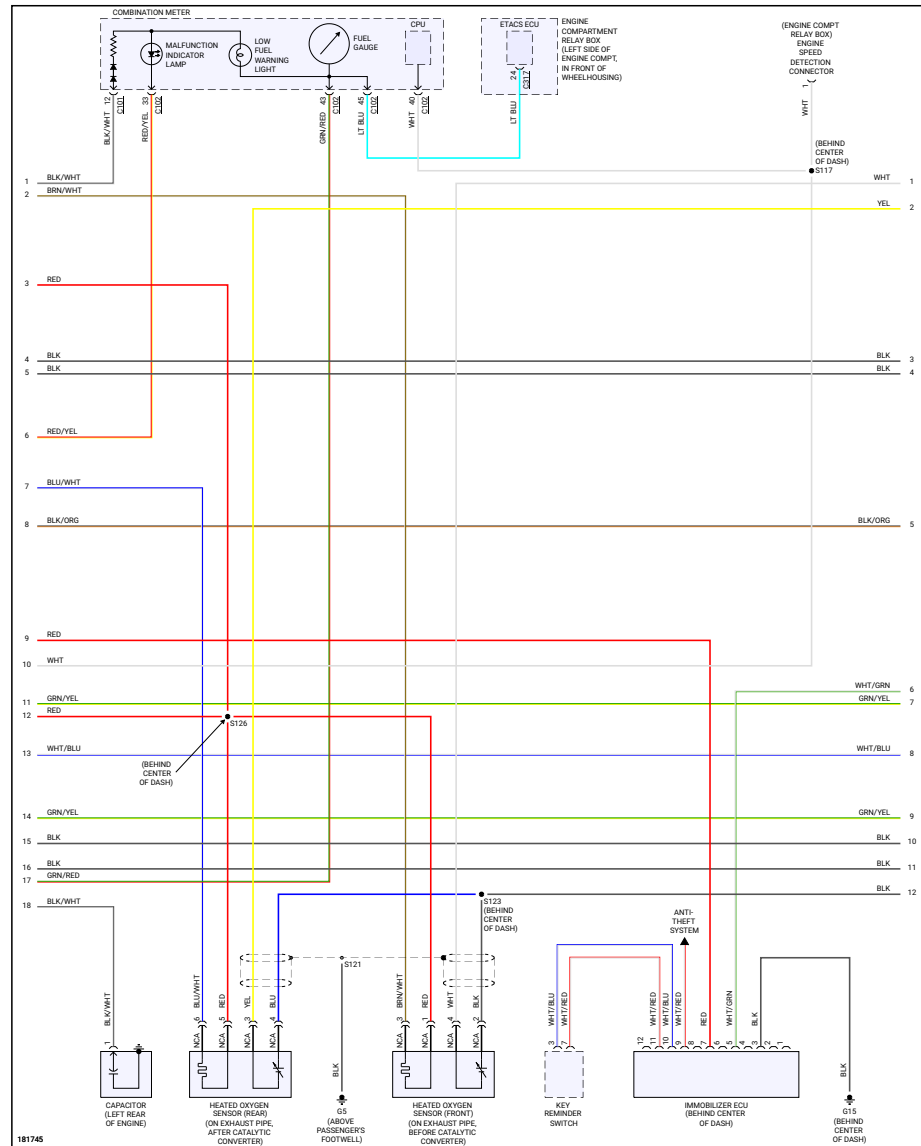 COMBINATION METER
MALFUNCTION
INDICATOR
LAMP
LOW
FUEL
WARNING
LIGHT
FUEL
GAUGE
CPU
ETACS ECU
ENGINE
COMPARTMENT
RELAY BOX
(LEFT SIDE OF
ENGINE COMPT,
IN FRONT OF
WHEELHOUSING)
(ENGINE COMPT
RELAY BOX)
ENGINE
SPEED
DETECTION
CONNECTOR
12
C101
33
C102
43
C102
45
C102
40
C102
24
C317
1
BLK/WHT
RED/YEL
GRN/RED
LT BLU
WHT
LT BLU
WHT
(BEHIND
CENTER
OF DASH)
S117
1 BLK/WHT
WHT 1
2 BRN/WHT
YEL 2
3 RED
4 BLK
BLK 3
5 BLK
BLK 4
6 RED/YEL
7 BLU/WHT
8 BLK/ORG
BLK/ORG 5
9 RED
10 WHT
WHT/GRN 6
11 GRN/YEL
GRN/YEL 7
12 RED
S126
(BEHIND
CENTER
OF DASH)
13 WHT/BLU
WHT/BLU 8
14 GRN/YEL
GRN/YEL 9
15 BLK
BLK 10
16 BLK
BLK 11
17 GRN/RED
BLK 12
18 BLK/WHT
S123
(BEHIND
CENTER
OF DASH)
ANTI-
THEFT
SYSTEM
S121
BLK/WHT
BLU/WHT
RED
YEL
BLU
BLK
BRN/WHT
RED
WHT
BLK
WHT/BLU
WHT/RED
WHT/RED
WHT/BLU
WHT/RED
RED
WHT/GRN
BLK
BLK
1
6
5
3
4
3
1
4
2
3
7
12
11
10
9
8
7
6
5
4
3
2
1
NCA
NCA
NCA
NCA
NCA
NCA
NCA
NCA
CAPACITOR
(LEFT REAR
OF ENGINE)
HEATED OXYGEN
SENSOR (REAR)
(ON EXHAUST PIPE,
AFTER CATALYTIC
CONVERTER)
G5
(ABOVE
PASSENGER'S
FOOTWELL)
HEATED OXYGEN
SENSOR (FRONT)
(ON EXHAUST PIPE,
BEFORE CATALYTIC
CONVERTER)
KEY
REMINDER
SWITCH
IMMOBILIZER ECU
(BEHIND CENTER
OF DASH)
G15
(BEHIND
CENTER
OF DASH)
181745